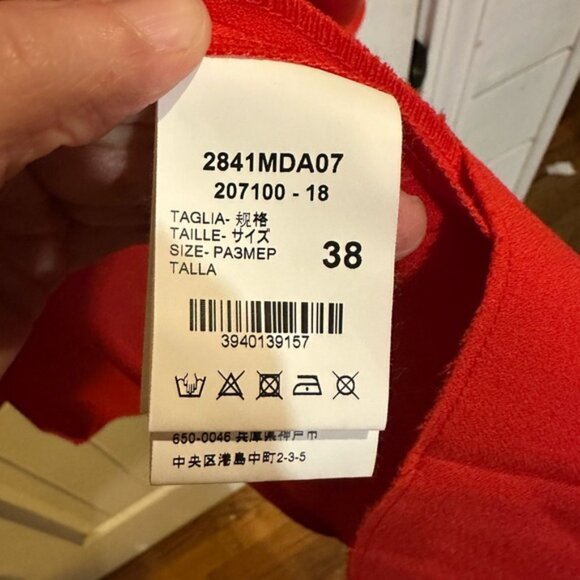 2841MDA07
207100 - 18
TAGLIA- 规格
TAILLE- サイズ
SIZE- РАЗМЕР
TALLA
38
3940139157
650-0046 兵庫県神戸市
中央区港島中町2-3-5